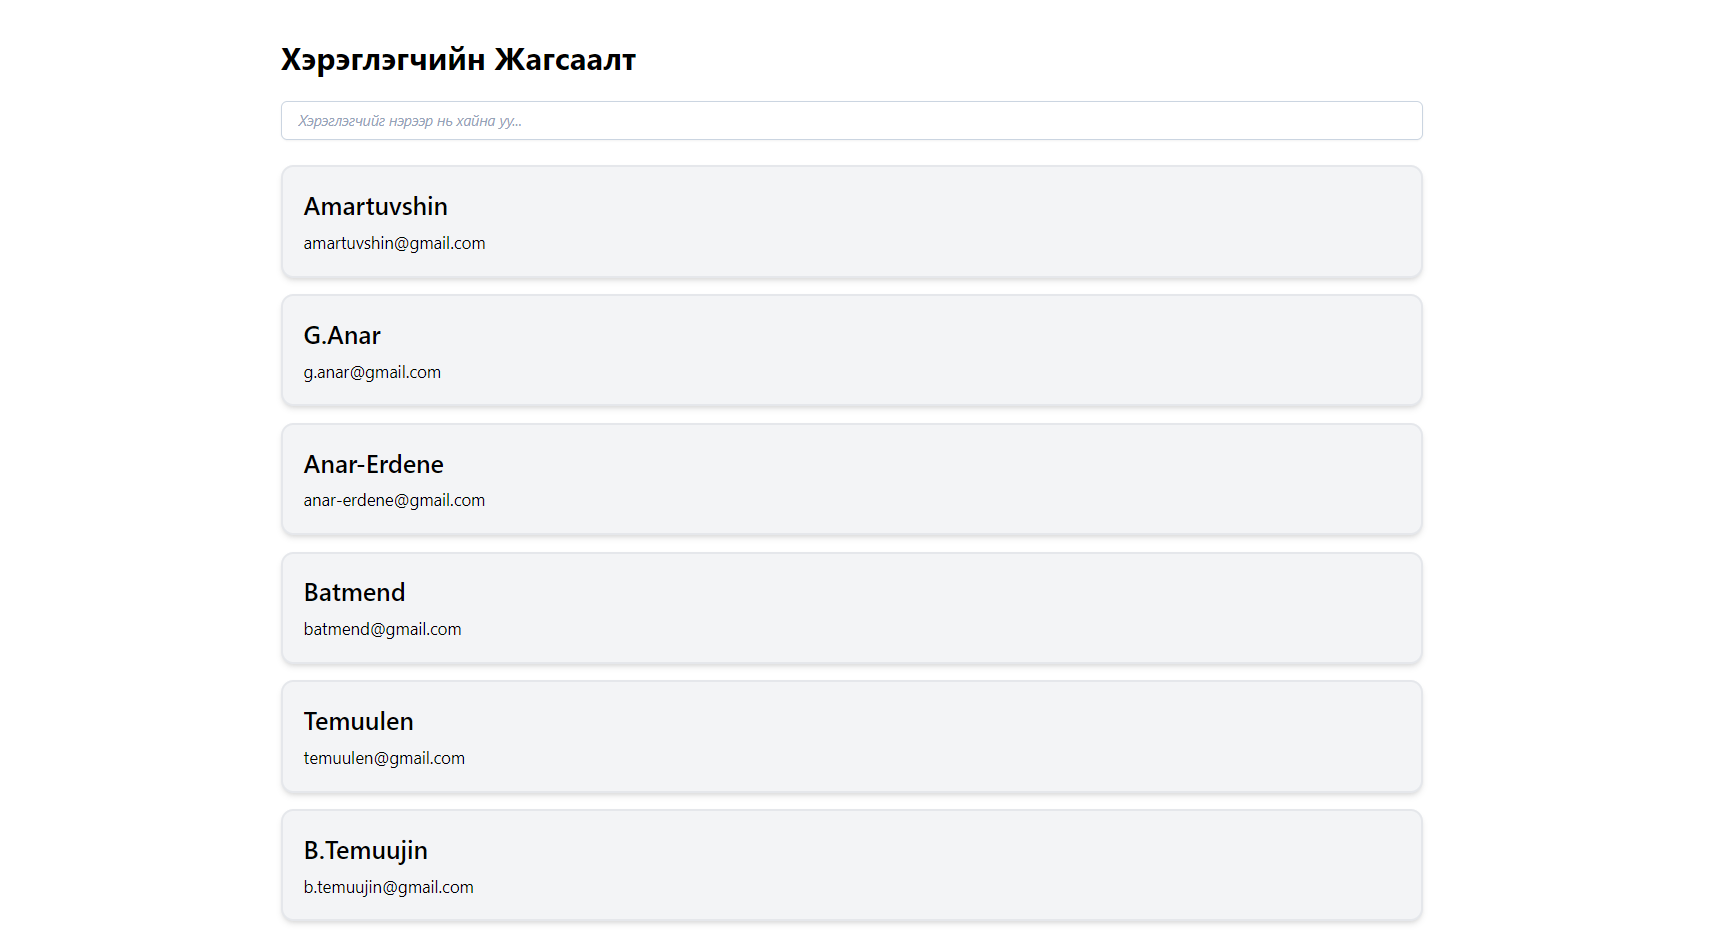 Хэрэглэгчийн Жагсаалт
Хэрэглэгчийг нэрээр нь хайна уу...
Amartuvshin
amartuvshin@gmail.com
G.Anar
g.anar@gmail.com
Anar-Erdene
anar-erdene@gmail.com
Batmend
batmend@gmail.com
Temuulen
temuulen@gmail.com
B.Temuujin
b.temuujin@gmail.com